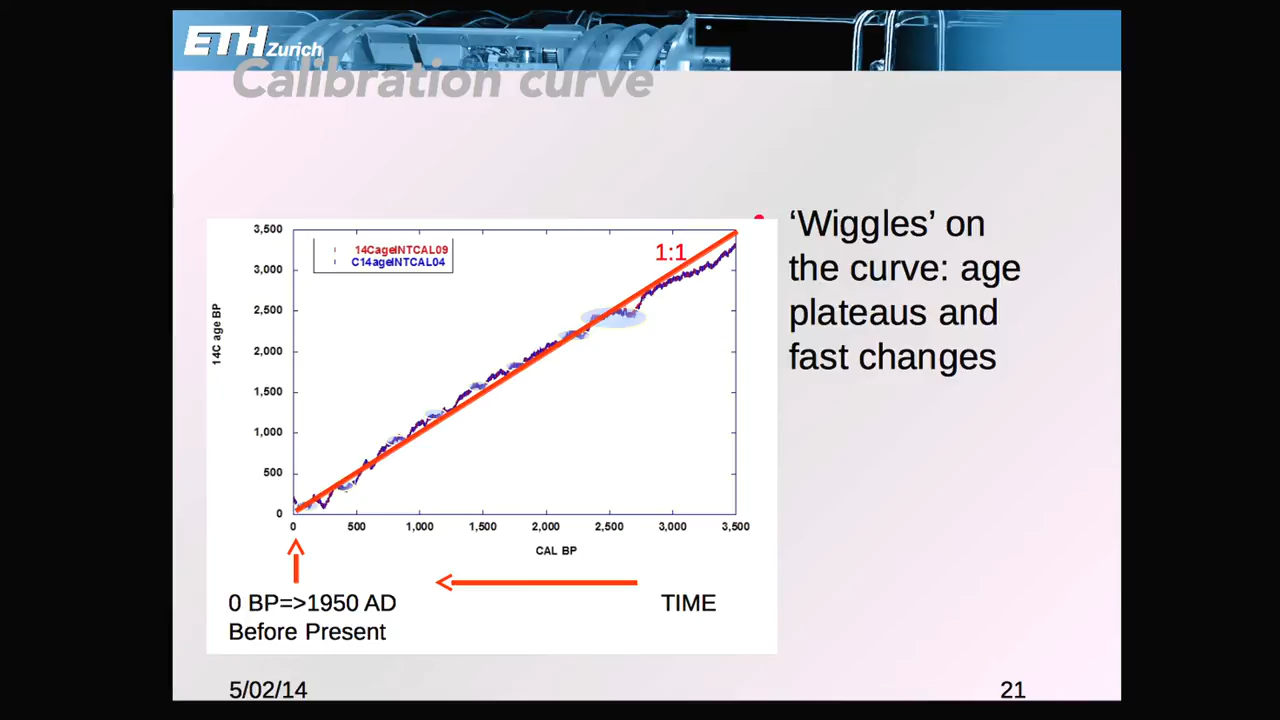 ETH Zurich
Calibration curve
• ‘Wiggles’ on
the curve: age
plateaus and
fast changes
14CageINTCAL09
C14ageINTCAL04
1:1
14C age BP
3,500
3,000
2,500
2,000
1,500
1,000
500
0
0 500 1,000 1,500 2,000 2,500 3,000 3,500
CAL BP
0 BP=>1950 AD
Before Present
TIME
5/02/14
21